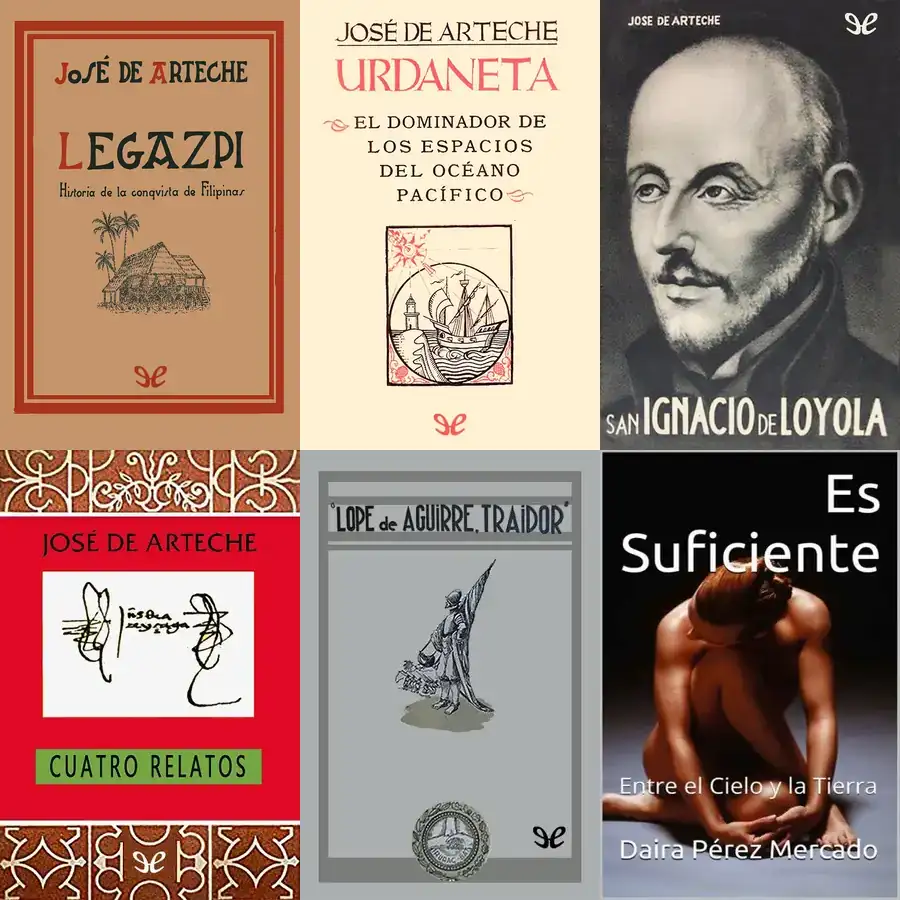 JOSÉ DE ARTECHE
LEGAZPI
Historia de la conqvista de Filipinas
JOSÉ DE ARTECHE
URDANETA
EL DOMINADOR DE
LOS ESPACIOS
DEL OCÉANO
PACÍFICO
JOSE DE ARTECHE
SAN IGNACIO DE LOYOLA
JOSÉ DE ARTECHE
CUATRO RELATOS
"LOPE de AGUIRRE, TRAIDOR"
Es
Suficiente
Entre el Cielo y la Tierra
Daira Pérez Mercado